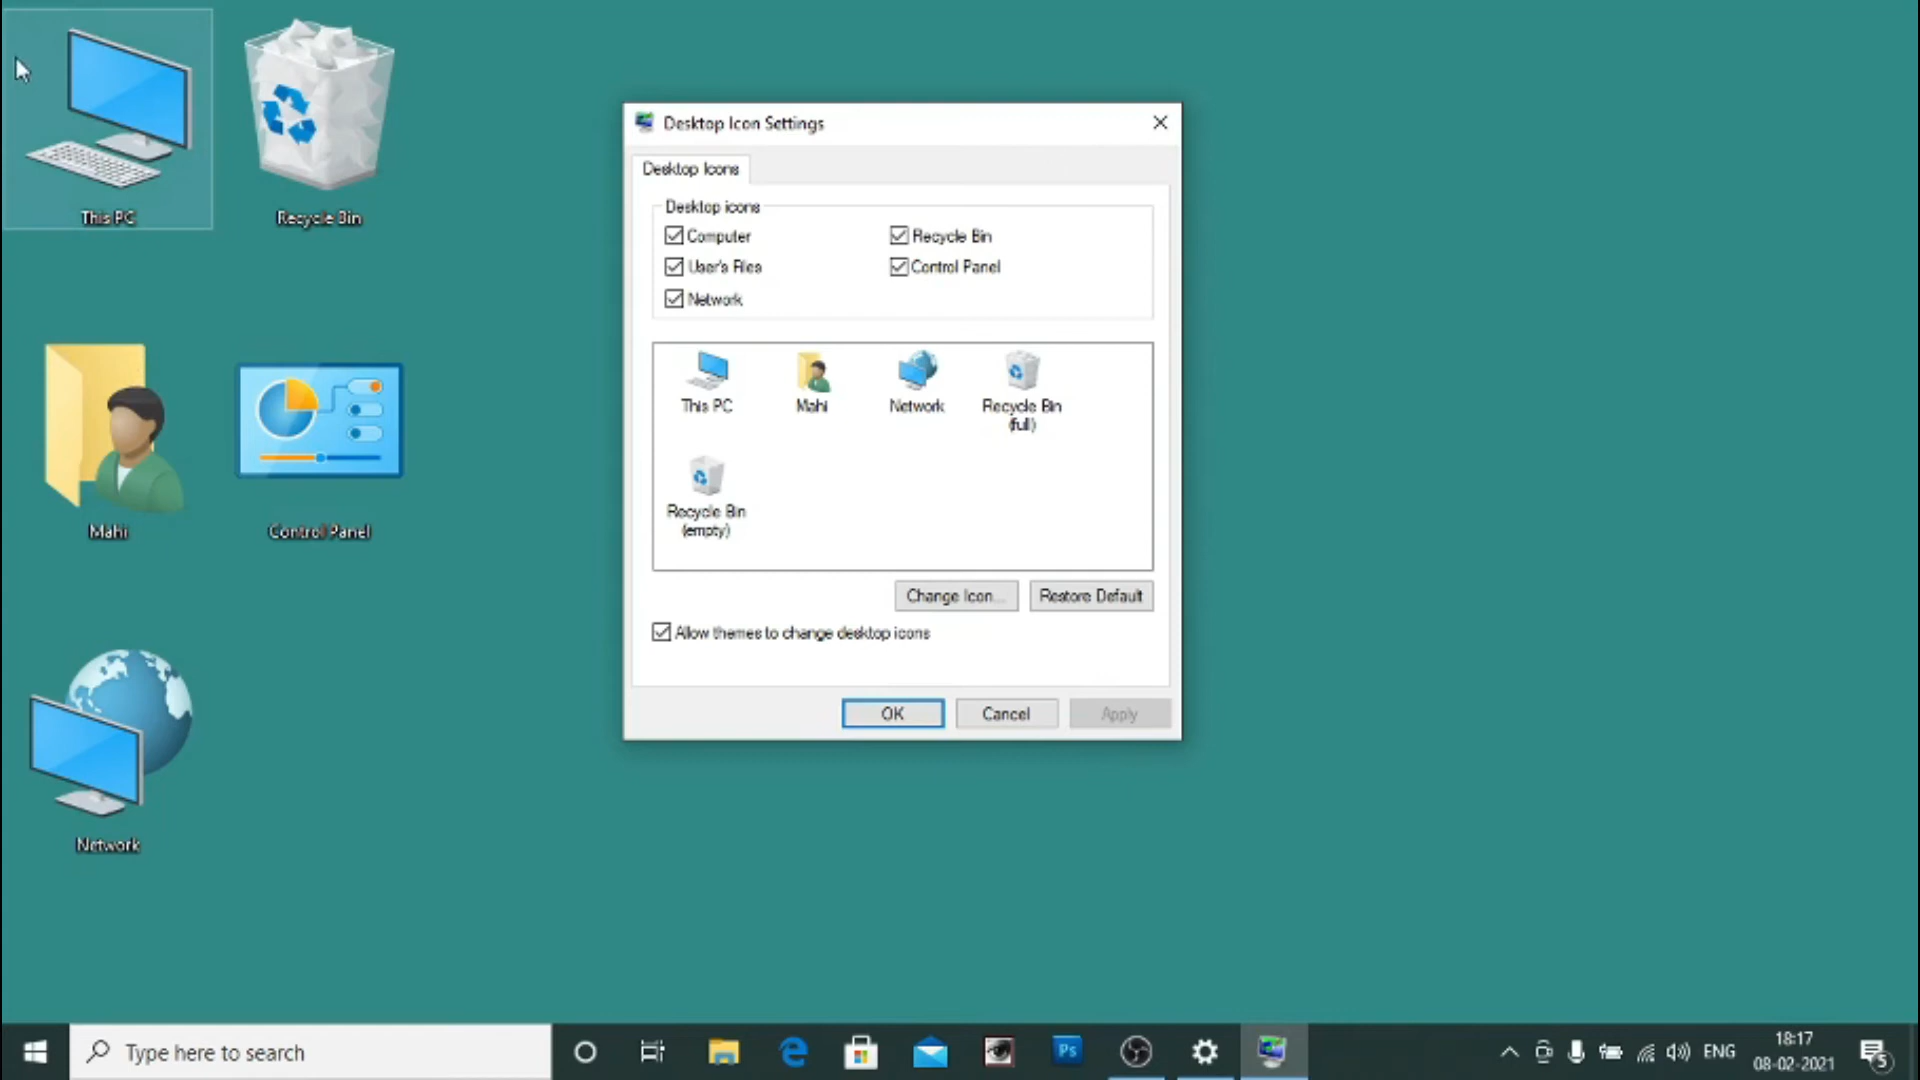 This PC
Recycle Bin
Mahi
Control Panel
Network
Desktop Icon Settings
Desktop Icons
Desktop icons
Computer
Recycle Bin
User's Files
Control Panel
Network
This PC
Mahi
Network
Recycle Bin
(full)
Recycle Bin
(empty)
Change Icon...
Restore Default
Allow themes to change desktop icons
OK
Cancel
Apply
Type here to search
Ps
ENG
18:17
08-02-2021
5